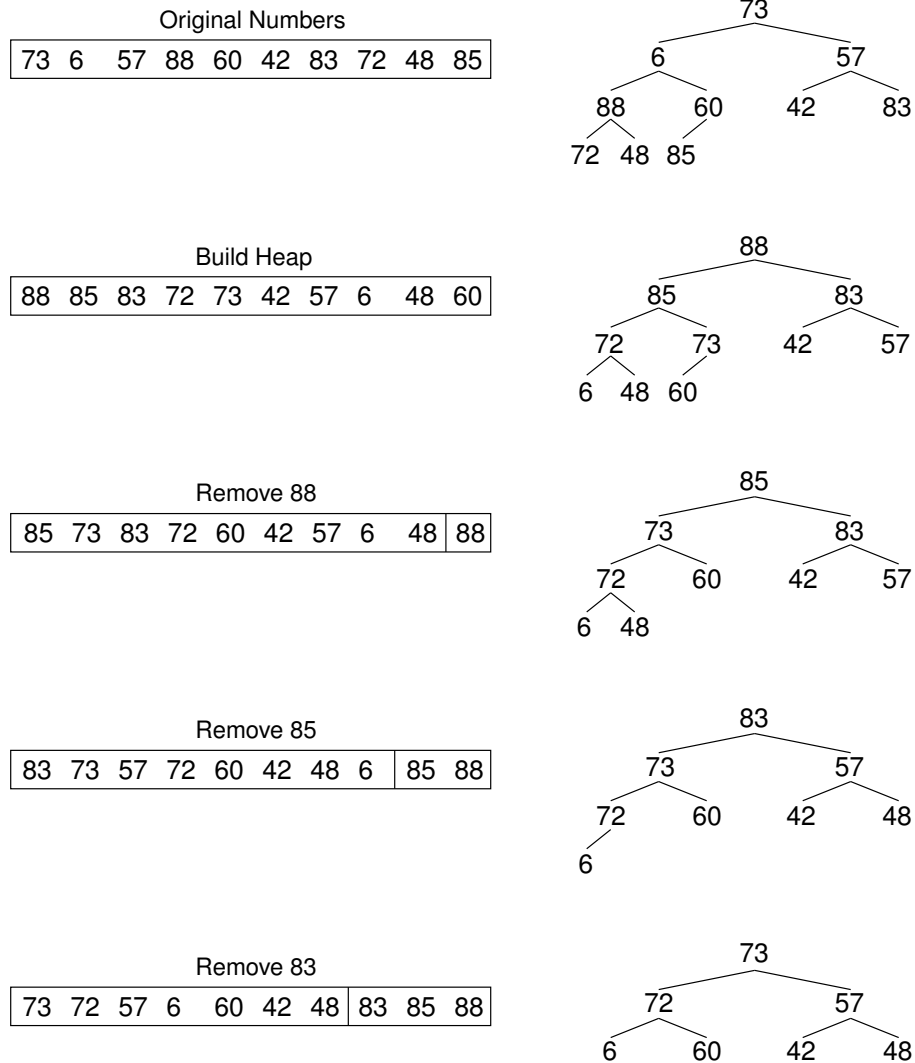 Original Numbers
73 6 57 88 60 42 83 72 48 85
73
6 57
88 60 42 83
72 48 85
Build Heap
88 85 83 72 73 42 57 6 48 60
88
85 83
72 73 42 57
6 48 60
Remove 88
85 73 83 72 60 42 57 6 48 88
85
73 83
72 60 42 57
6 48
Remove 85
83 73 57 72 60 42 48 6 85 88
83
73 57
72 60 42 48
6
Remove 83
73 72 57 6 60 42 48 83 85 88
73
72 57
6 60 42 48